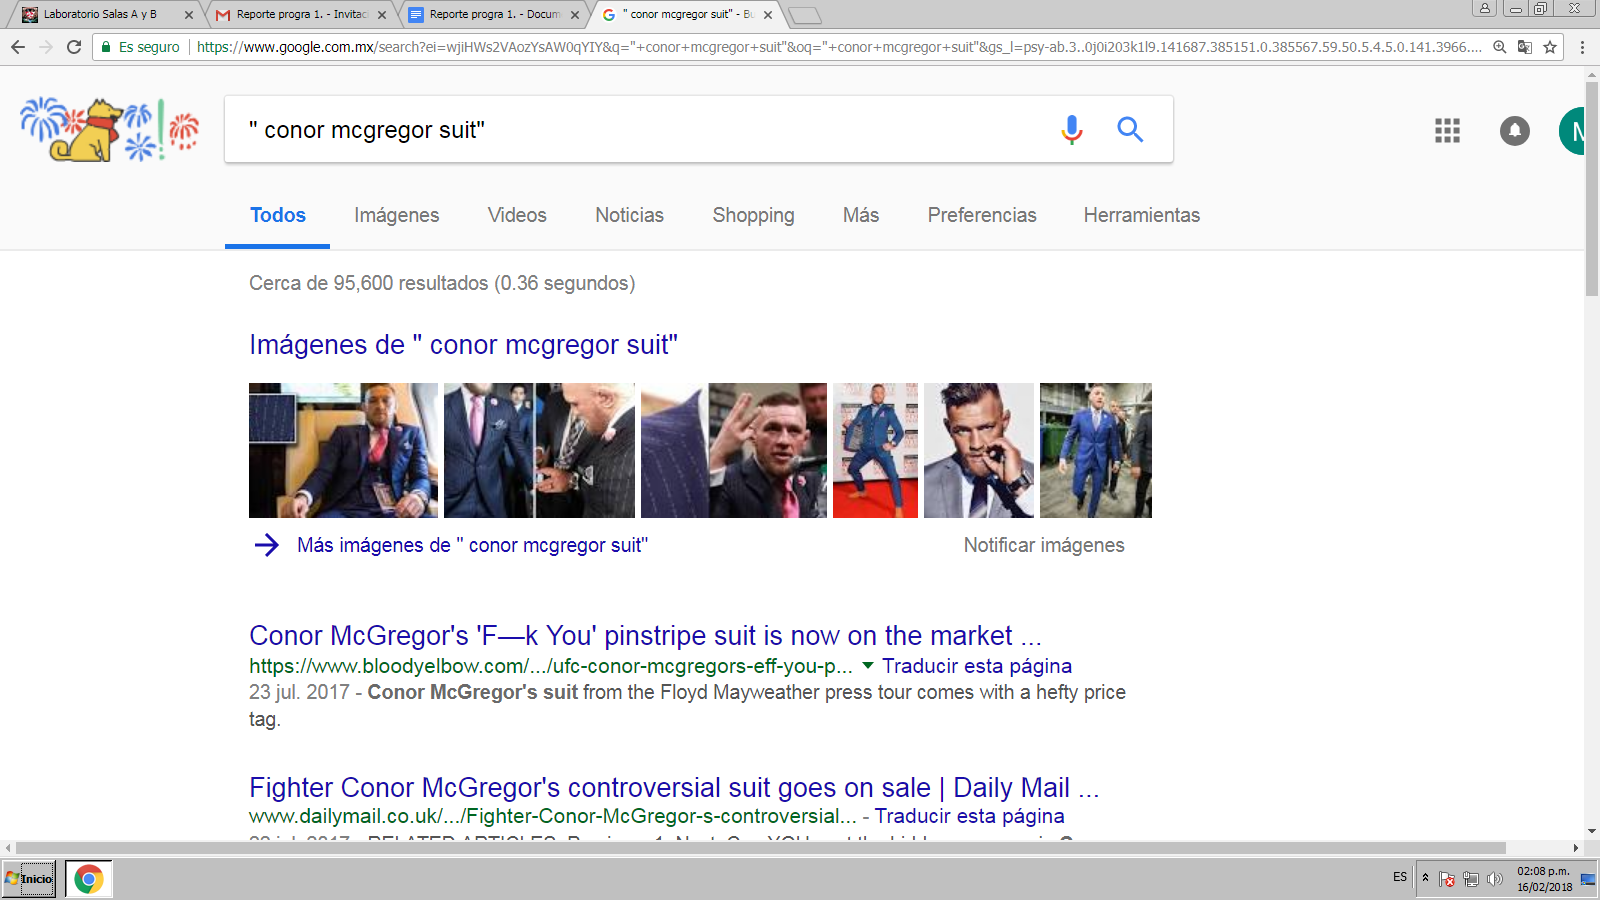 Laboratorio Salas A y B
Reporte progra 1. - Invitac
Reporte progra 1. - Docum
" conor mcgregor suit" - Bu
Es seguro
https://www.google.com.mx/search?ei=wjiHWs2VAozYsAW0qYIY&q="+conor+mcgregor+suit"&oq="+conor+mcgregor+suit"&gs_l=psy-ab.3..0j0i203k1l9.141687.385151.0.385567.59.50.5.4.5.0.141.3966....
" conor mcgregor suit"
M
Todos
Imágenes
Videos
Noticias
Shopping
Más
Preferencias
Herramientas
Cerca de 95,600 resultados (0.36 segundos)
Imágenes de " conor mcgregor suit"
Más imágenes de " conor mcgregor suit"
Notificar imágenes
Conor McGregor's 'F—k You' pinstripe suit is now on the market ...
https://www.bloodyelbow.com/.../ufc-conor-mcgregors-eff-you-p... Traducir esta página
23 jul. 2017 - Conor McGregor's suit from the Floyd Mayweather press tour comes with a hefty price
tag.
Fighter Conor McGregor's controversial suit goes on sale | Daily Mail ...
www.dailymail.co.uk/.../Fighter-Conor-McGregor-s-controversial... - Traducir esta página
Inicio
ES
02:08 p.m.
16/02/2018